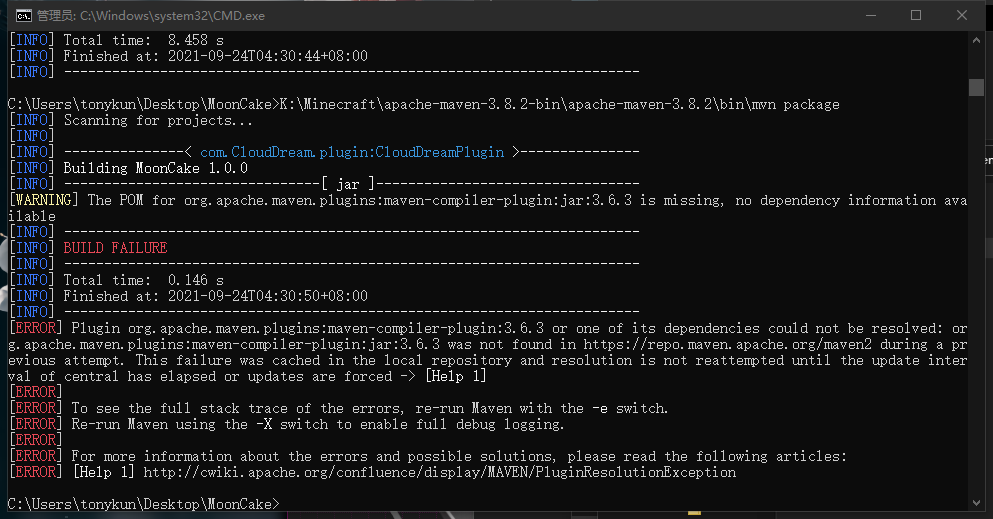 管理员: C:\Windows\system32\CMD.exe
[INFO] Total time:  8.458 s
[INFO] Finished at: 2021-09-24T04:30:44+08:00
[INFO] ------------------------------------------------------------------------
C:\Users\tonykun\Desktop\MoonCake>K:\Minecraft\apache-maven-3.8.2-bin\apache-maven-3.8.2\bin\mvn package
[INFO] Scanning for projects...
[INFO]
[INFO] ---------------< com.CloudDream.plugin:CloudDreamPlugin >---------------
[INFO] Building MoonCake 1.0.0
[INFO] --------------------------------[ jar ]---------------------------------
[WARNING] The POM for org.apache.maven.plugins:maven-compiler-plugin:jar:3.6.3 is missing, no dependency information ava
ilable
[INFO] ------------------------------------------------------------------------
[INFO] BUILD FAILURE
[INFO] ------------------------------------------------------------------------
[INFO] Total time:  0.146 s
[INFO] Finished at: 2021-09-24T04:30:50+08:00
[INFO] ------------------------------------------------------------------------
[ERROR] Plugin org.apache.maven.plugins:maven-compiler-plugin:3.6.3 or one of its dependencies could not be resolved: or
g.apache.maven.plugins:maven-compiler-plugin:jar:3.6.3 was not found in https://repo.maven.apache.org/maven2 during a pr
evious attempt. This failure was cached in the local repository and resolution is not reattempted until the update inter
val of central has elapsed or updates are forced -> [Help 1]
[ERROR]
[ERROR] To see the full stack trace of the errors, re-run Maven with the -e switch.
[ERROR] Re-run Maven using the -X switch to enable full debug logging.
[ERROR]
[ERROR] For more information about the errors and possible solutions, please read the following articles:
[ERROR] [Help 1] http://cwiki.apache.org/confluence/display/MAVEN/PluginResolutionException
C:\Users\tonykun\Desktop\MoonCake>